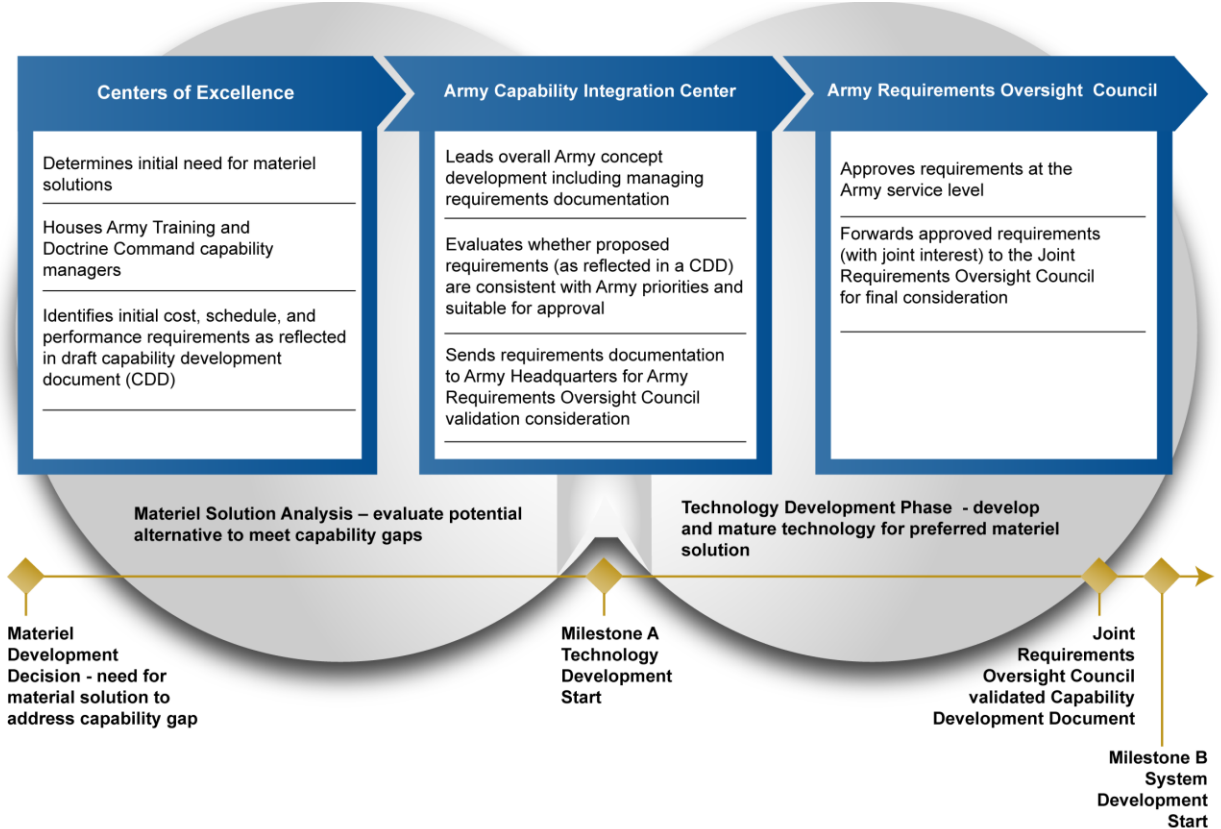 Centers of Excellence
Determines initial need for materiel
solutions
Houses Army Training and
Doctrine Command capability
managers
Identifies initial cost, schedule, and
performance requirements as reflected
in draft capability development
document (CDD)
Army Capability Integration Center
Leads overall Army concept
development including managing
requirements documentation
Evaluates whether proposed
requirements (as reflected in a CDD)
are consistent with Army priorities and
suitable for approval
Sends requirements documentation
to Army Headquarters for Army
Requirements Oversight Council
validation consideration
Army Requirements Oversight Council
Approves requirements at the
Army service level
Forwards approved requirements
(with joint interest) to the Joint
Requirements Oversight Council
for final consideration
Materiel Solution Analysis – evaluate potential
alternative to meet capability gaps
Technology Development Phase - develop
and mature technology for preferred materiel
solution
Materiel
Development
Decision - need for
material solution to
address capability gap
Milestone A
Technology
Development
Start
Joint
Requirements
Oversight Council
validated Capability
Development Document
Milestone B
System
Development
Start